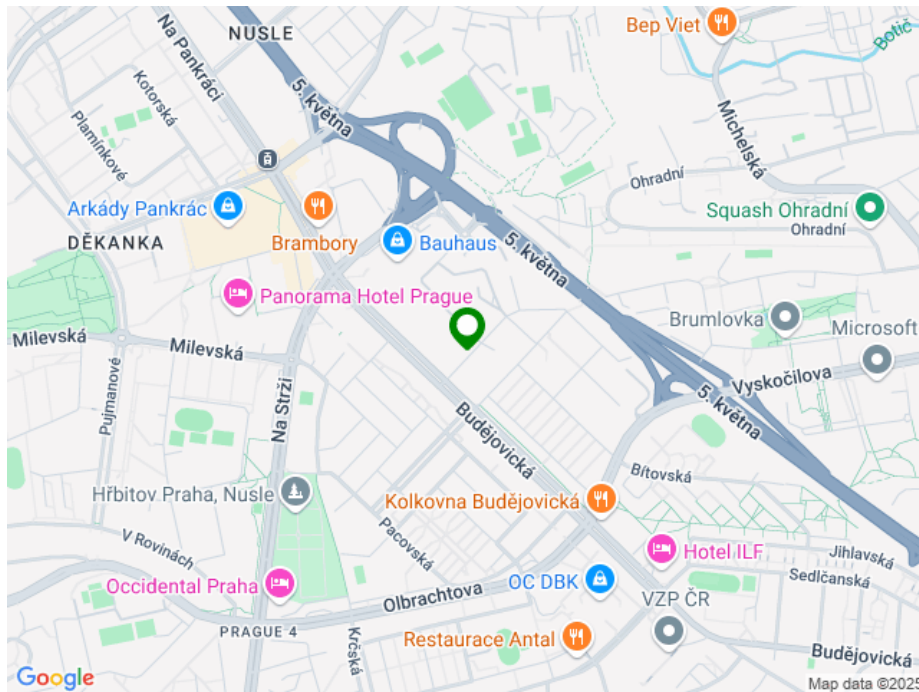 NUSLE
Bep Viet
Botič
Na Pankráci
Kotorská
5. května
Plamínkové
Michelská
Ohradní
Arkády Pankrác
Squash Ohradní
Ohradní
Brambory
DĚKANKA
Bauhaus
5. května
Panorama Hotel Prague
Brumlovka
Microsoft
Milevská
Milevská
Vyskočilova
Pujmanové
5. května
Na Strži
Budějovická
Bítovská
Hřbitov Praha, Nusle
Kolkovna Budějovická
V Rovinách
Pacovská
Hotel ILF
Jihlavská
Occidental Praha
OC DBK
Sedlčanská
Olbrachtova
VZP ČR
PRAGUE 4
Krčská
Restaurace Antal
Budějovická
Google
Map data ©2025